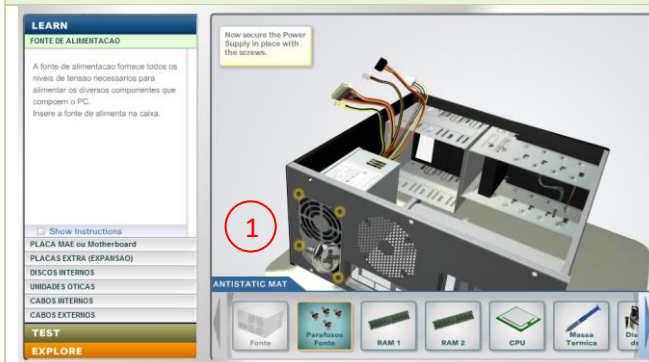 LEARN
FONTE DE ALIMENTACAO
A fonte de alimentacao fornece todos os
niveis de tensao necessarios para
alimentar os diversos componentes que
compoem o PC.
Insere a fonte de alimenta na caixa.
Show Instructions
PLACA MAE ou Motherboard
PLACAS EXTRA (EXPANSAO)
DISCOS INTERNOS
UNIDADES OTICAS
CABOS INTERNOS
CABOS EXTERNOS
TEST
EXPLORE
Now secure the Power
Supply in place with
the screws.
1
ANTISTATIC MAT
Fonte
Parafusos
Fonte
RAM 1
RAM 2
CPU
Massa
Termica